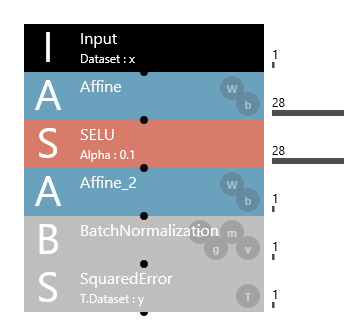 I Input 1
Dataset : x
A Affine W b 28
S SELU 28
Alpha : 0.1
A Affine_2 W b 1
B BatchNormalization m g v 1
S SquaredError T 1
T.Dataset : y